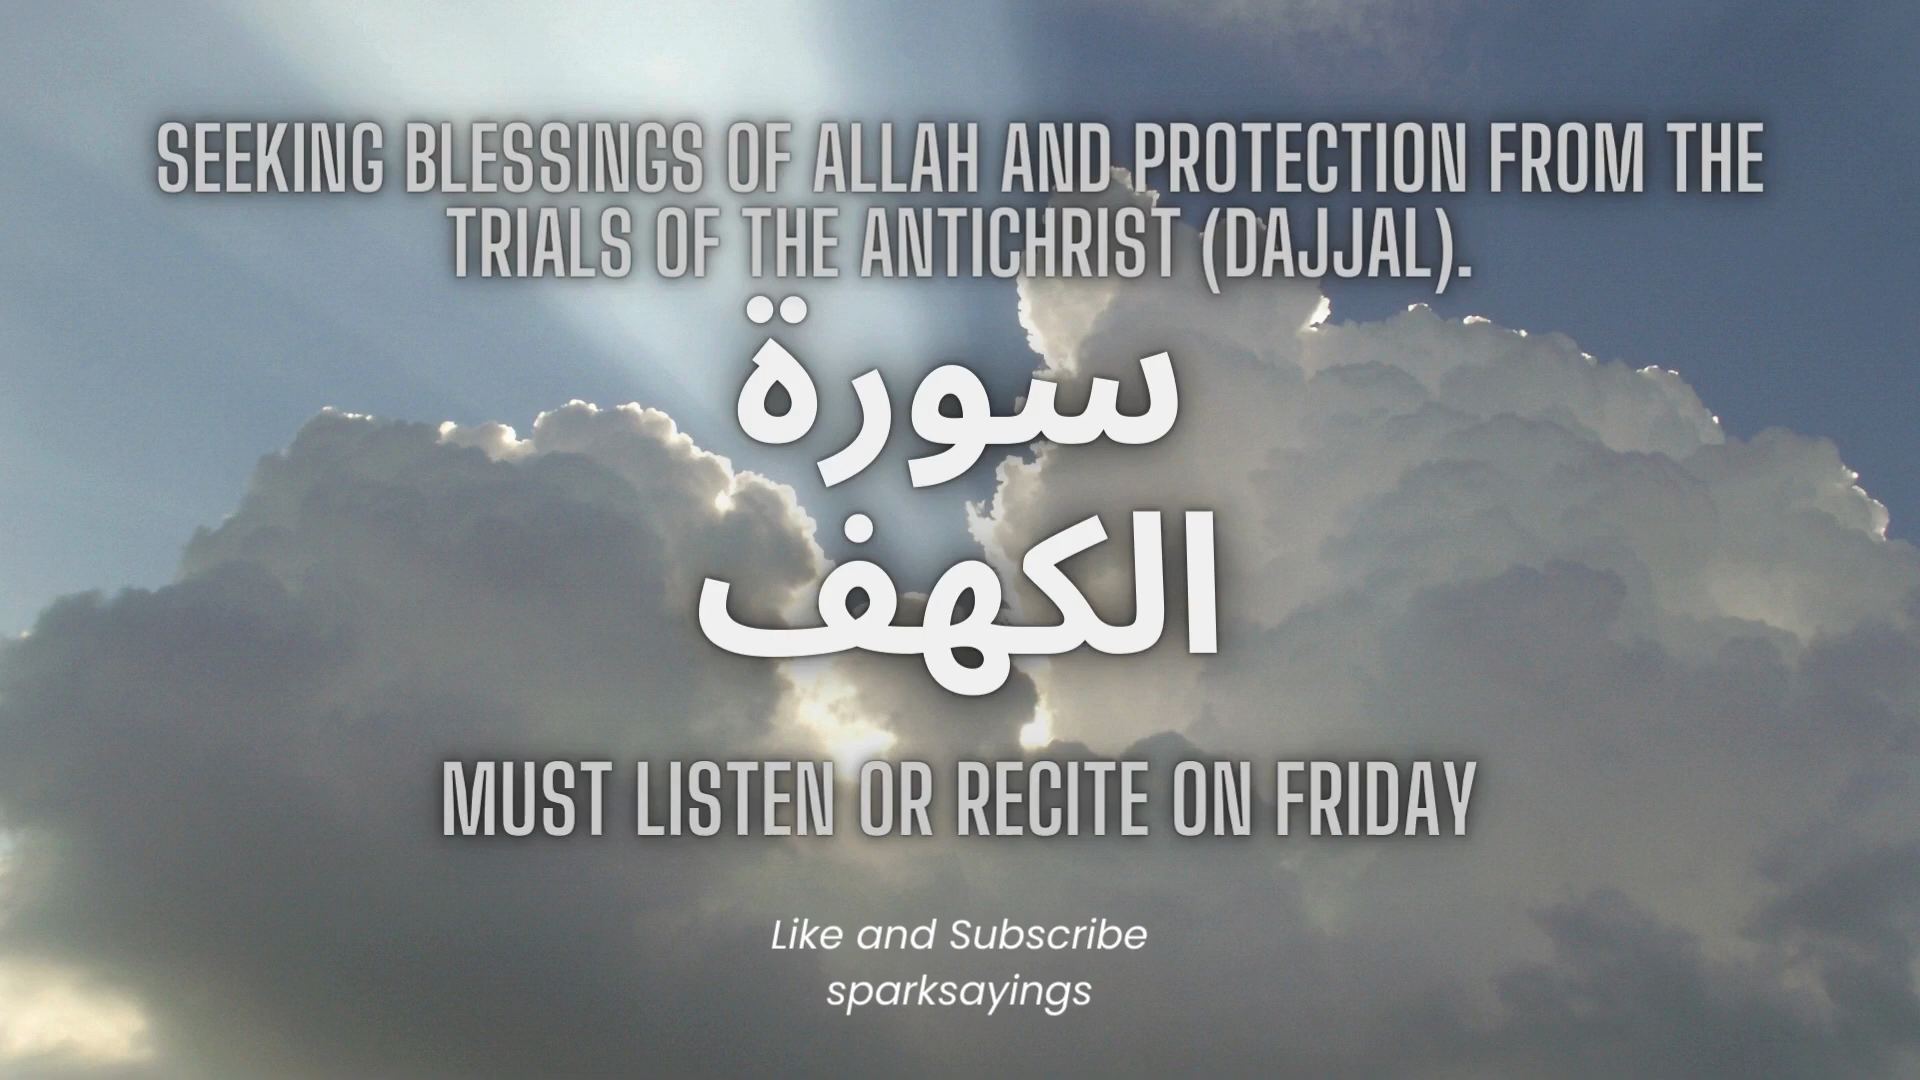 SEEKING BLESSINGS OF ALLAH AND PROTECTION FROM THE
TRIALS OF THE ANTICHRIST (DAJJAL).
سورة
الكهف
MUST LISTEN OR RECITE ON FRIDAY
Like and Subscribe
sparksayings